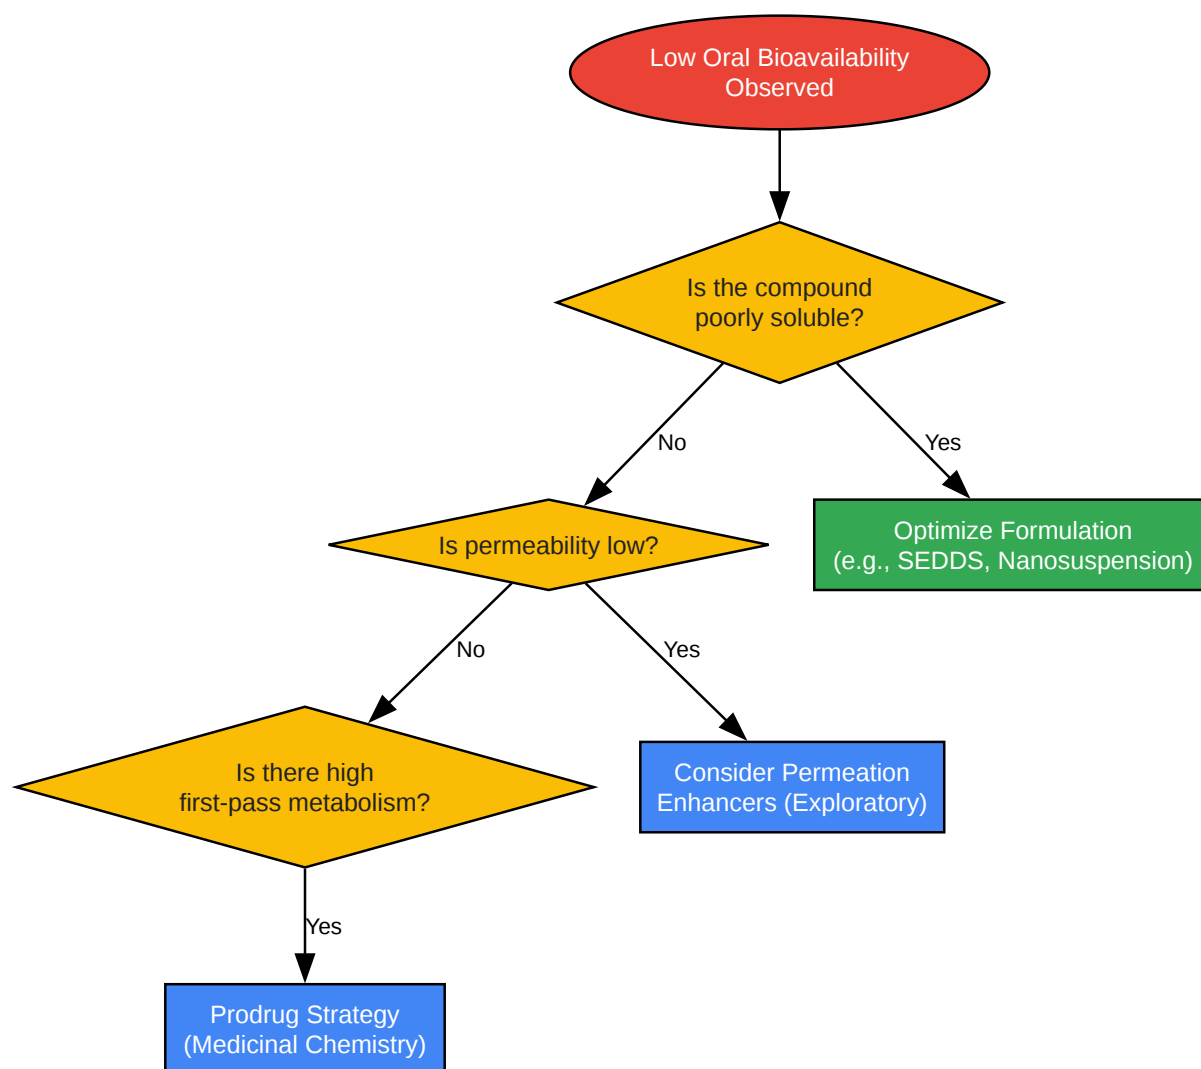 Low Oral Bioavailability
Observed
Is the compound
poorly soluble?
No
Yes
Is permeability low?
Optimize Formulation
(e.g., SEDDS, Nanosuspension)
No
Yes
Is there high
first-pass metabolism?
Consider Permeation
Enhancers (Exploratory)
Yes
Prodrug Strategy
(Medicinal Chemistry)